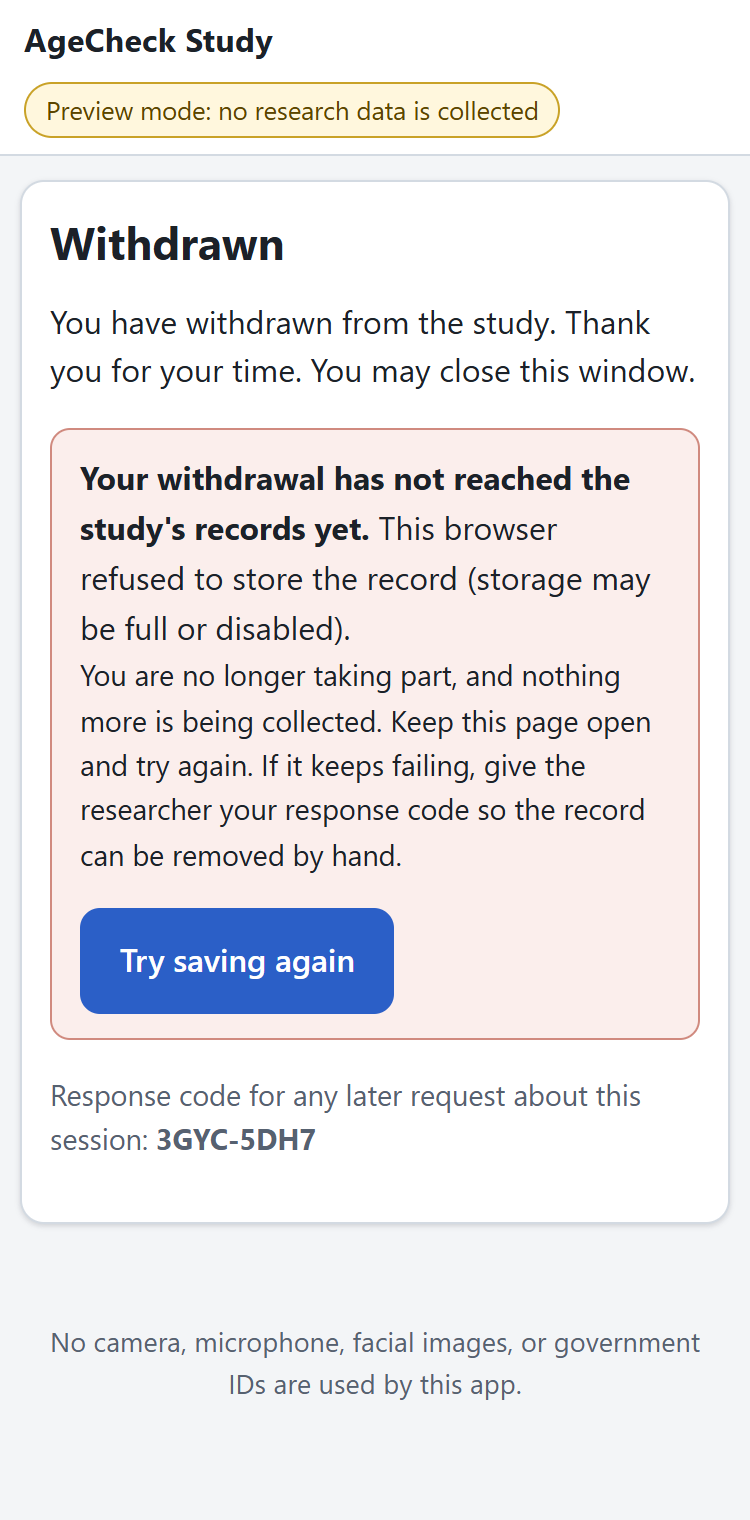 AgeCheck Study
Preview mode: no research data is collected
Withdrawn
You have withdrawn from the study. Thank
you for your time. You may close this window.
Your withdrawal has not reached the
study's records yet. This browser
refused to store the record (storage may
be full or disabled).
You are no longer taking part, and nothing
more is being collected. Keep this page open
and try again. If it keeps failing, give the
researcher your response code so the record
can be removed by hand.
Try saving again
Response code for any later request about this
session: 3GYC-5DH7
No camera, microphone, facial images, or government
IDs are used by this app.